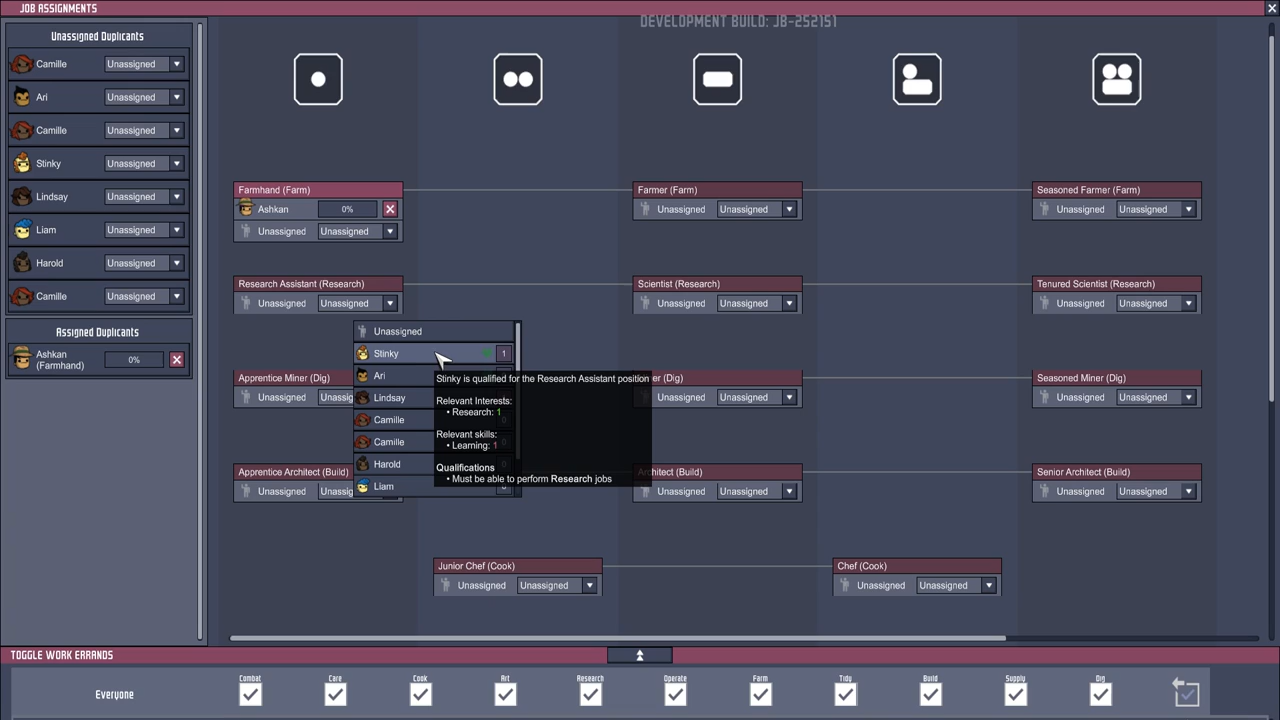 JOB ASSIGNMENTS
DEVELOPMENT BUILD: JB-252151
Unassigned Duplicants
Camille Unassigned
Ari Unassigned
Camille Unassigned
Stinky Unassigned
Lindsay Unassigned
Liam Unassigned
Harold Unassigned
Camille Unassigned
Assigned Duplicants
Ashkan (Farmhand) 0%
Farmhand (Farm)
Ashkan 0%
Unassigned Unassigned
Farmer (Farm)
Unassigned Unassigned
Seasoned Farmer (Farm)
Unassigned Unassigned
Research Assistant (Research)
Unassigned Unassigned
Scientist (Research)
Unassigned Unassigned
Tenured Scientist (Research)
Unassigned Unassigned
Unassigned
Stinky 1
Ari
Lindsay
Camille 0
Camille
Harold
Liam
Stinky is qualified for the Research Assistant position
Relevant Interests:
• Research: 1
Relevant skills:
• Learning: 1
Qualifications
• Must be able to perform Research jobs
Apprentice Miner (Dig)
Unassigned Unassig
er (Dig)
Unassigned Unassigned
Seasoned Miner (Dig)
Unassigned Unassigned
Apprentice Architect (Build)
Unassigned Unassig
Architect (Build)
Unassigned Unassigned
Senior Architect (Build)
Unassigned Unassigned
Junior Chef (Cook)
Unassigned Unassigned
Chef (Cook)
Unassigned Unassigned
TOGGLE WORK ERRANDS
Combat Care Cook Art Research Operate Farm Tidy Build Supply Dig
Everyone